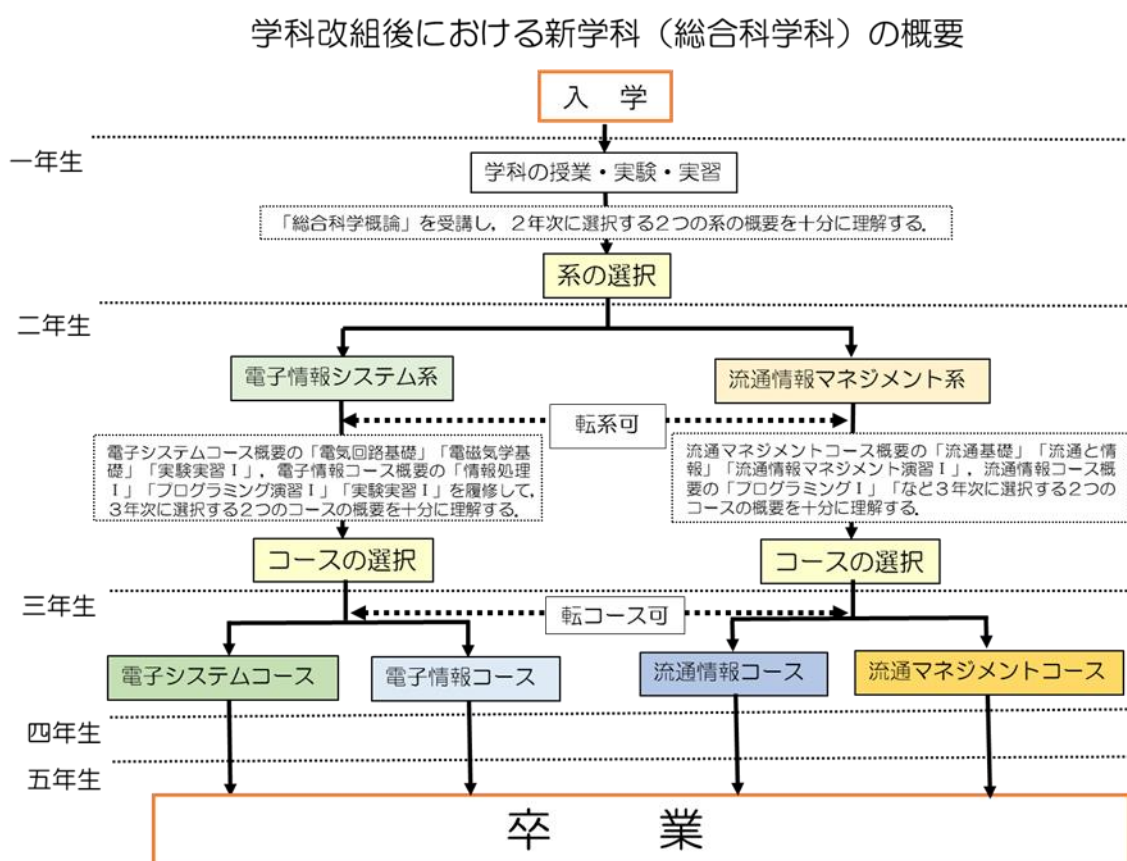 学科改組後における新学科（総合科学科）の概要
入　学
一年生
学科の授業・実験・実習
「総合科学概論」を受講し，２年次に選択する２つの系の概要を十分に理解する．
系の選択
二年生
電子情報システム系
流通情報マネジメント系
転系可
電子システムコース概要の「電気回路基礎」「電磁気学基
礎」「実験実習Ⅰ」，電子情報コース概要の「情報処理
Ⅰ」「プログラミング演習Ⅰ」「実験実習Ⅰ」を履修して，
３年次に選択する２つのコースの概要を十分に理解する．
流通マネジメントコース概要の「流通基礎」「流通と情
報」「流通情報マネジメント演習Ⅰ」，流通情報コース概
要の「プログラミングⅠ」「など３年次に選択する２つの
コースの概要を十分に理解する．
コースの選択
コースの選択
三年生
転コース可
電子システムコース
電子情報コース
流通情報コース
流通マネジメントコース
四年生
五年生
卒　業